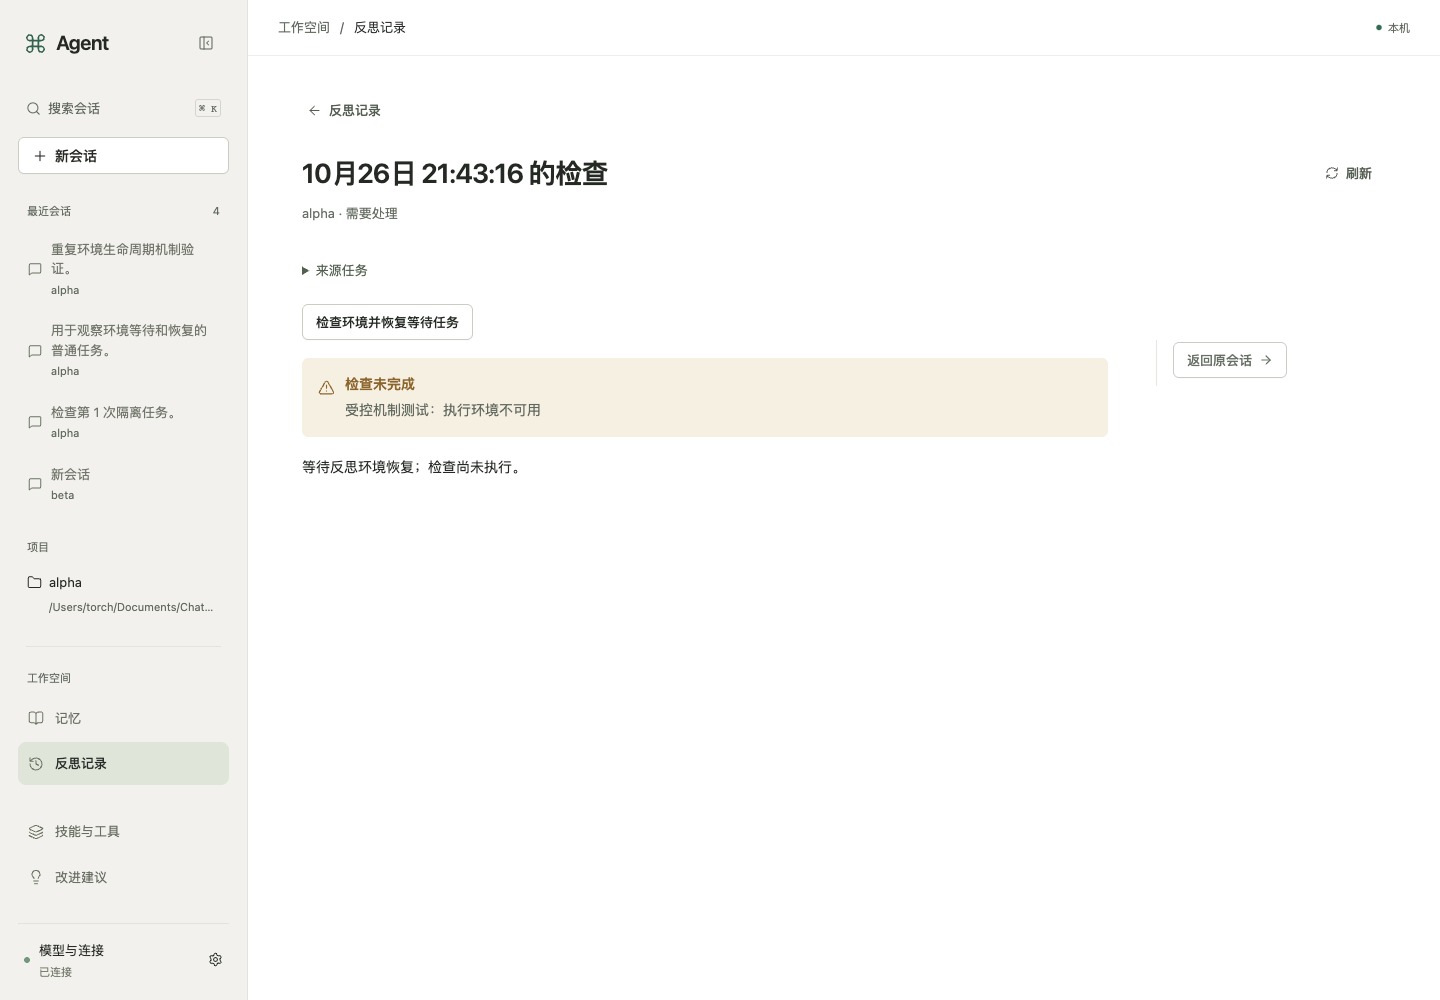 Agent
搜索会话
⌘ K
新会话
最近会话
4
重复环境生命周期机制验
证。
alpha
用于观察环境等待和恢复的
普通任务。
alpha
检查第 1 次隔离任务。
alpha
新会话
beta
项目
alpha
/Users/torch/Documents/Chat...
工作空间
记忆
反思记录
技能与工具
改进建议
模型与连接
已连接
工作空间 / 反思记录
本机
反思记录
10月26日 21:43:16 的检查
刷新
alpha · 需要处理
来源任务
检查环境并恢复等待任务
检查未完成
受控机制测试：执行环境不可用
返回原会话
等待反思环境恢复；检查尚未执行。